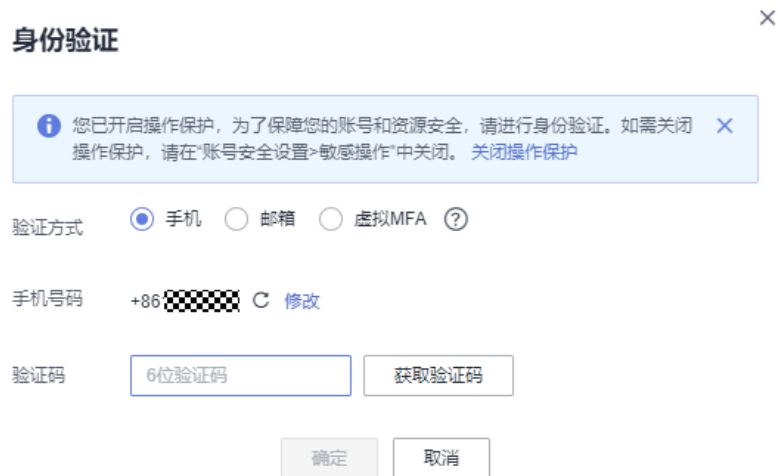 身份验证
您已开启操作保护，为了保障您的账号和资源安全，请进行身份验证。如需关闭
操作保护，请在“账号安全设置>敏感操作”中关闭。 关闭操作保护
验证方式 手机 邮箱 虚拟MFA ?
手机号码 +86 修改
验证码 6位验证码 获取验证码
确定 取消